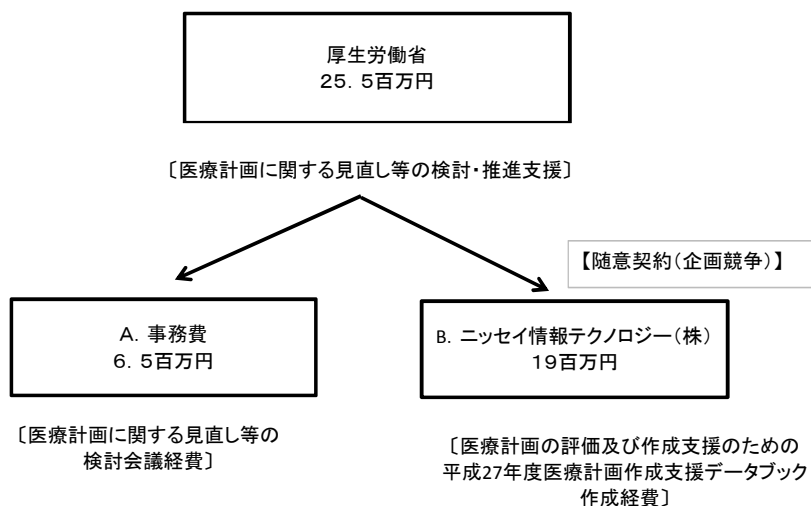 厚生労働省
25．5百万円
〔医療計画に関する見直し等の検討・推進支援〕
【随意契約（企画競争）】
A．事務費
6．5百万円
B．ニッセイ情報テクノロジー（株）
19百万円
〔医療計画に関する見直し等の
検討会議経費〕
〔医療計画の評価及び作成支援のための
平成27年度医療計画作成支援データブック
作成経費〕